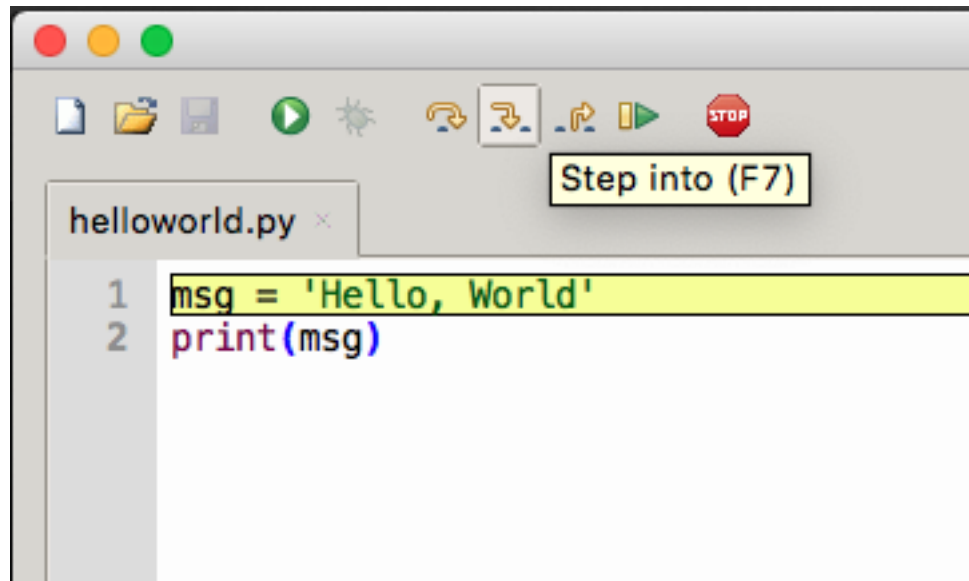 STOP
Step into (F7)
helloworld.py
1 msg = 'Hello, World'
2 print(msg)